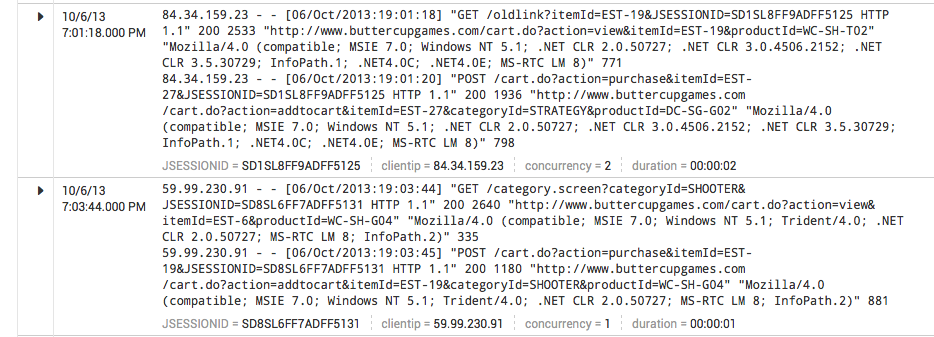 10/6/13
7:01:18.000 PM
84.34.159.23 - - [06/Oct/2013:19:01:18] "GET /oldlink?itemId=EST-19&JSESSIONID=SD1SL8FF9ADFF5125 HTTP
1.1" 200 2533 "http://www.buttercupgames.com/cart.do?action=view&itemId=EST-19&productId=WC-SH-T02"
"Mozilla/4.0 (compatible; MSIE 7.0; Windows NT 5.1; .NET CLR 2.0.50727; .NET CLR 3.0.4506.2152; .NET
CLR 3.5.30729; InfoPath.1; .NET4.0C; .NET4.0E; MS-RTC LM 8)" 771
84.34.159.23 - - [06/Oct/2013:19:01:20] "POST /cart.do?action=purchase&itemId=EST-
27&JSESSIONID=SD1SL8FF9ADFF5125 HTTP 1.1" 200 1936 "http://www.buttercupgames.com
/cart.do?action=addtocart&itemId=EST-27&categoryId=STRATEGY&productId=DC-SG-G02" "Mozilla/4.0
(compatible; MSIE 7.0; Windows NT 5.1; .NET CLR 2.0.50727; .NET CLR 3.0.4506.2152; .NET CLR 3.5.30729;
InfoPath.1; .NET4.0C; .NET4.0E; MS-RTC LM 8)" 798
JSESSIONID = SD1SL8FF9ADFF5125 clientip = 84.34.159.23 concurrency = 2 duration = 00:00:02
10/6/13
7:03:44.000 PM
59.99.230.91 - - [06/Oct/2013:19:03:44] "GET /category.screen?categoryId=SHOOTER&
JSESSIONID=SD8SL6FF7ADFF5131 HTTP 1.1" 200 2640 "http://www.buttercupgames.com/cart.do?action=view&
itemId=EST-6&productId=WC-SH-G04" "Mozilla/4.0 (compatible; MSIE 7.0; Windows NT 5.1; Trident/4.0; .NET
CLR 2.0.50727; MS-RTC LM 8; InfoPath.2)" 335
59.99.230.91 - - [06/Oct/2013:19:03:45] "POST /cart.do?action=purchase&itemId=EST-
19&JSESSIONID=SD8SL6FF7ADFF5131 HTTP 1.1" 200 1180 "http://www.buttercupgames.com
/cart.do?action=addtocart&itemId=EST-19&categoryId=SHOOTER&productId=WC-SH-G04" "Mozilla/4.0
(compatible; MSIE 7.0; Windows NT 5.1; Trident/4.0; .NET CLR 2.0.50727; MS-RTC LM 8; InfoPath.2)" 881
JSESSIONID = SD8SL6FF7ADFF5131 clientip = 59.99.230.91 concurrency = 1 duration = 00:00:01